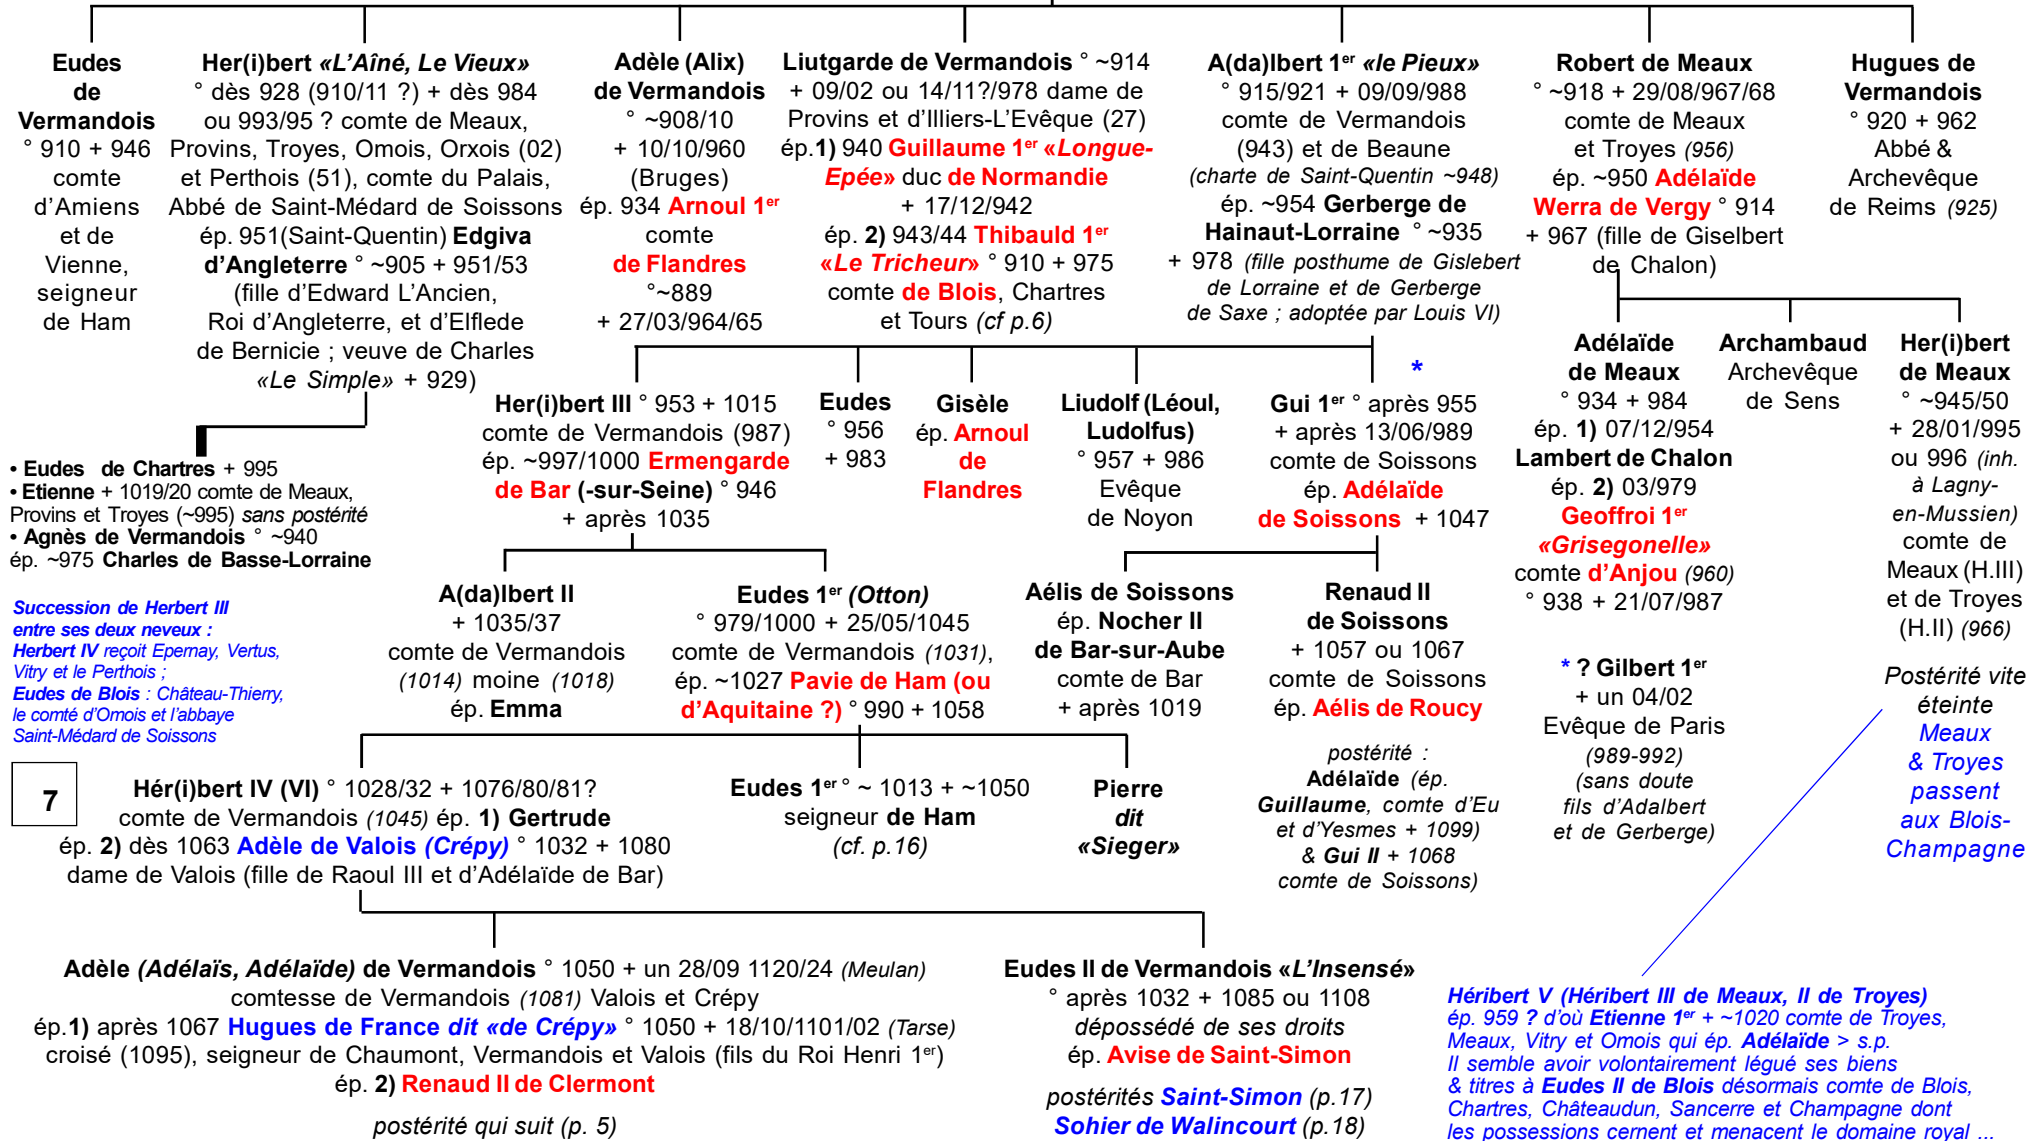 Eudes
de
Vermandois
° 910 + 946
comte
d'Amiens
et de
Vienne,
seigneur
de Ham
Her(i)bert «L'Aîné, Le Vieux»
° dès 928 (910/11 ?) + dès 984
ou 993/95 ? comte de Meaux,
Provins, Troyes, Omois, Orxois (02)
et Perthois (51), comte du Palais,
Abbé de Saint-Médard de Soissons
ép. 951(Saint-Quentin) Edgiva
d'Angleterre ° ~905 + 951/53
(fille d'Edward L'Ancien,
Roi d'Angleterre, et d'Elflede
de Bernicie ; veuve de Charles
«Le Simple» + 929)
Adèle (Alix)
de Vermandois
° ~908/10
+ 10/10/960
(Bruges)
ép. 934 Arnoul 1er
comte
de Flandres
°~889
+ 27/03/964/65
Liutgarde de Vermandois ° ~914
+ 09/02 ou 14/11?/978 dame de
Provins et d'Illiers-L'Evêque (27)
ép.1) 940 Guillaume 1er «Longue-
Epée» duc de Normandie
+ 17/12/942
ép. 2) 943/44 Thibauld 1er
«Le Tricheur» ° 910 + 975
comte de Blois, Chartres
et Tours (cf p.6)
A(da)lbert 1er «le Pieux»
° 915/921 + 09/09/988
comte de Vermandois
(943) et de Beaune
(charte de Saint-Quentin ~948)
ép. ~954 Gerberge de
Hainaut-Lorraine ° ~935
+ 978 (fille posthume de Gislebert
de Lorraine et de Gerberge
de Saxe ; adoptée par Louis VI)
Robert de Meaux
° ~918 + 29/08/967/68
comte de Meaux
et Troyes (956)
ép. ~950 Adélaïde
Werra de Vergy ° 914
+ 967 (fille de Giselbert
de Chalon)
Hugues de
Vermandois
° 920 + 962
Abbé &
Archevêque
de Reims (925)
• Eudes de Chartres + 995
• Etienne + 1019/20 comte de Meaux,
Provins et Troyes (~995) sans postérité
• Agnès de Vermandois ° ~940
ép. ~975 Charles de Basse-Lorraine
Her(i)bert III ° 953 + 1015
comte de Vermandois (987)
ép. ~997/1000 Ermengarde
de Bar (-sur-Seine) ° 946
+ après 1035
Eudes
° 956
+ 983
Gisèle
ép. Arnoul
de
Flandres
Liudolf (Léoul,
Ludolfus)
° 957 + 986
Evêque
de Noyon
*
Gui 1er ° après 955
+ après 13/06/989
comte de Soissons
ép. Adélaïde
de Soissons + 1047
Adélaïde
de Meaux
° 934 + 984
ép. 1) 07/12/954
Lambert de Chalon
ép. 2) 03/979
Geoffroi 1er
«Grisegonelle»
comte d'Anjou (960)
° 938 + 21/07/987
Archambaud
Archevêque
de Sens
Her(i)bert
de Meaux
° ~945/50
+ 28/01/995
ou 996 (inh.
à Lagny-
en-Mussien)
comte de
Meaux (H.III)
et de Troyes
(H.II) (966)
Postérité vite
éteinte
Meaux
& Troyes
passent
aux Blois-
Champagne
Succession de Herbert III
entre ses deux neveux :
Herbert IV reçoit Epernay, Vertus,
Vitry et le Perthois ;
Eudes de Blois : Château-Thierry,
le comté d'Omois et l'abbaye
Saint-Médard de Soissons
A(da)lbert II
+ 1035/37
comte de Vermandois
(1014) moine (1018)
ép. Emma
Eudes 1er (Otton)
° 979/1000 + 25/05/1045
comte de Vermandois (1031),
ép. ~1027 Pavie de Ham (ou
d'Aquitaine ?) ° 990 + 1058
Aélis de Soissons
ép. Nocher II
de Bar-sur-Aube
comte de Bar
+ après 1019
Renaud II
de Soissons
+ 1057 ou 1067
comte de Soissons
ép. Aélis de Roucy
postérité :
Adélaïde (ép.
Guillaume, comte d'Eu
et d'Yesmes + 1099)
& Gui II + 1068
comte de Soissons)
* ? Gilbert 1er
+ un 04/02
Evêque de Paris
(989-992)
(sans doute
fils d'Adalbert
et de Gerberge)
7
Hér(i)bert IV (VI) ° 1028/32 + 1076/80/81?
comte de Vermandois (1045) ép. 1) Gertrude
ép. 2) dès 1063 Adèle de Valois (Crépy) ° 1032 + 1080
dame de Valois (fille de Raoul III et d'Adélaïde de Bar)
Eudes 1er ° ~ 1013 + ~1050
seigneur de Ham
(cf. p.16)
Pierre
dit
«Sieger»
Adèle (Adélaïs, Adélaïde) de Vermandois ° 1050 + un 28/09 1120/24 (Meulan)
comtesse de Vermandois (1081) Valois et Crépy
ép.1) après 1067 Hugues de France dit «de Crépy» ° 1050 + 18/10/1101/02 (Tarse)
croisé (1095), seigneur de Chaumont, Vermandois et Valois (fils du Roi Henri 1er)
ép. 2) Renaud II de Clermont
postérité qui suit (p. 5)
Eudes II de Vermandois «L'Insensé»
° après 1032 + 1085 ou 1108
dépossédé de ses droits
ép. Avise de Saint-Simon
postérités Saint-Simon (p.17)
Sohier de Walincourt (p.18)
Héribert V (Héribert III de Meaux, II de Troyes)
ép. 959 ? d'où Etienne 1er + ~1020 comte de Troyes,
Meaux, Vitry et Omois qui ép. Adélaïde > s.p.
Il semble avoir volontairement légué ses biens
& titres à Eudes II de Blois désormais comte de Blois,
Chartres, Châteaudun, Sancerre et Champagne dont
les possessions cernent et menacent le domaine royal ...